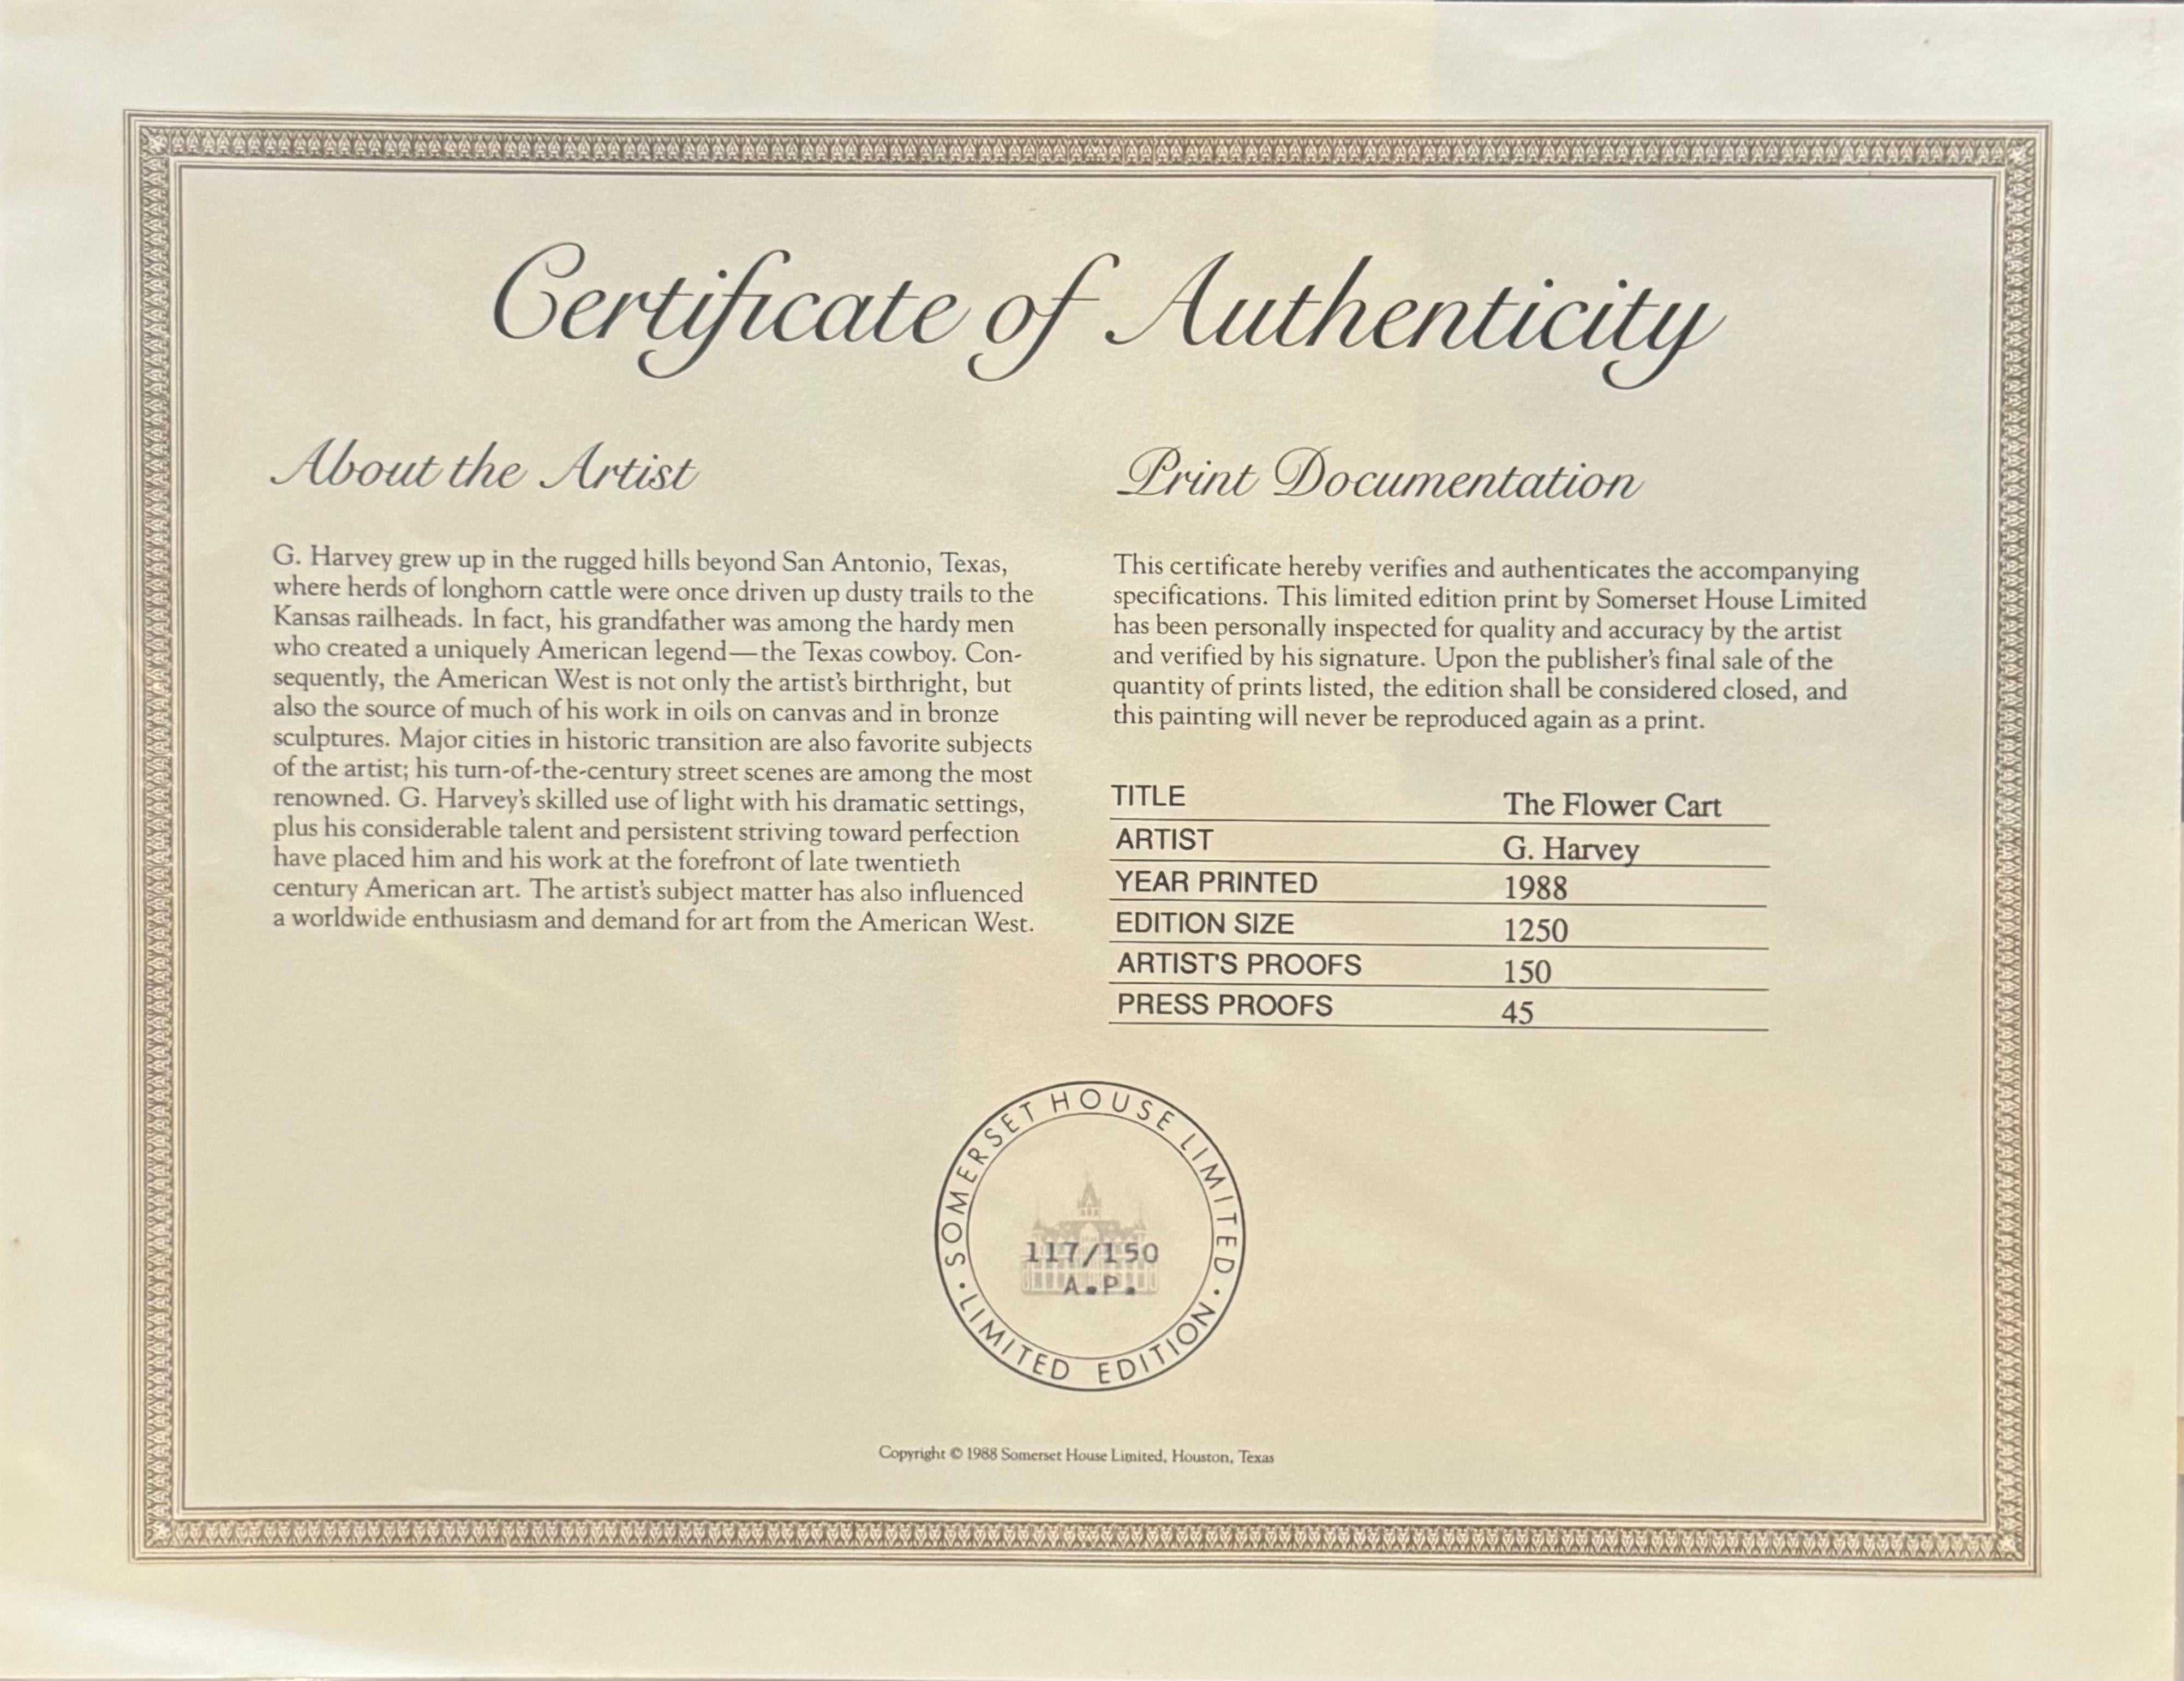 Certificate of Authenticity
About the Artist
G. Harvey grew up in the rugged hills beyond San Antonio, Texas,
where herds of longhorn cattle were once driven up dusty trails to the
Kansas railheads. In fact, his grandfather was among the hardy men
who created a uniquely American legend—the Texas cowboy. Con-
sequently, the American West is not only the artist's birthright, but
also the source of much of his work in oils on canvas and in bronze
sculptures. Major cities in historic transition are also favorite subjects
of the artist; his turn-of-the-century street scenes are among the most
renowned. G. Harvey's skilled use of light with his dramatic settings,
plus his considerable talent and persistent striving toward perfection
have placed him and his work at the forefront of late twentieth
century American art. The artist's subject matter has also influenced
a worldwide enthusiasm and demand for art from the American West.
Print Documentation
This certificate hereby verifies and authenticates the accompanying
specifications. This limited edition print by Somerset House Limited
has been personally inspected for quality and accuracy by the artist
and verified by his signature. Upon the publisher's final sale of the
quantity of prints listed, the edition shall be considered closed, and
this painting will never be reproduced again as a print.
TITLE The Flower Cart
ARTIST G. Harvey
YEAR PRINTED 1988
EDITION SIZE 1250
ARTIST'S PROOFS 150
PRESS PROOFS 45
· SOMERSET HOUSE LIMITED ·
117/150
A.P.
LIMITED EDITION
Copyright © 1988 Somerset House Limited, Houston, Texas